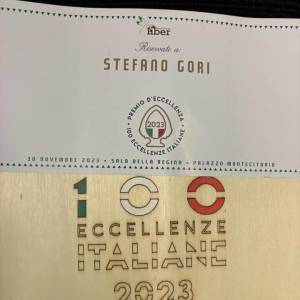 liber
Riservato a:
STEFANO GORI
PREMIO D'ECCELLENZA
2023
100 ECCELLENZE ITALIANE
30 NOVEMBRE 2023 • SALA DELLA REGINA • PALAZZO MONTECITORIO
100
ECCELLENZE
ITALIANE
2023